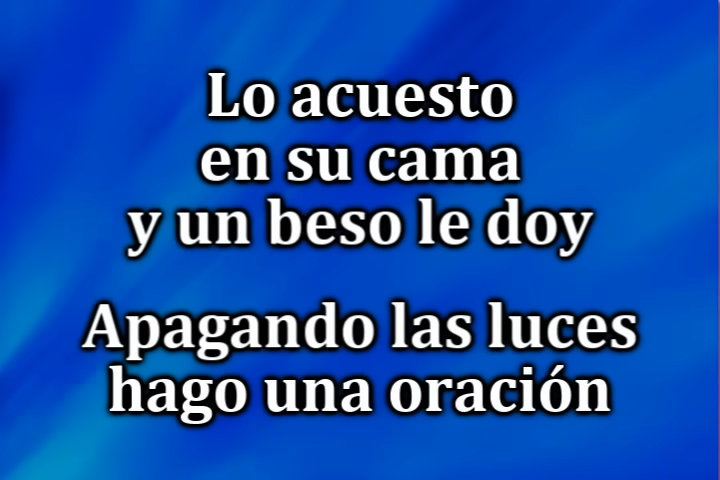 Lo acuesto
en su cama
y un beso le doy
Apagando las luces
hago una oración